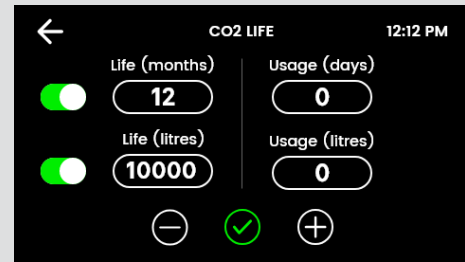 CO2 LIFE 12:12 PM
Life (months) Usage (days)
12 0
Life (litres) Usage (litres)
10000 0